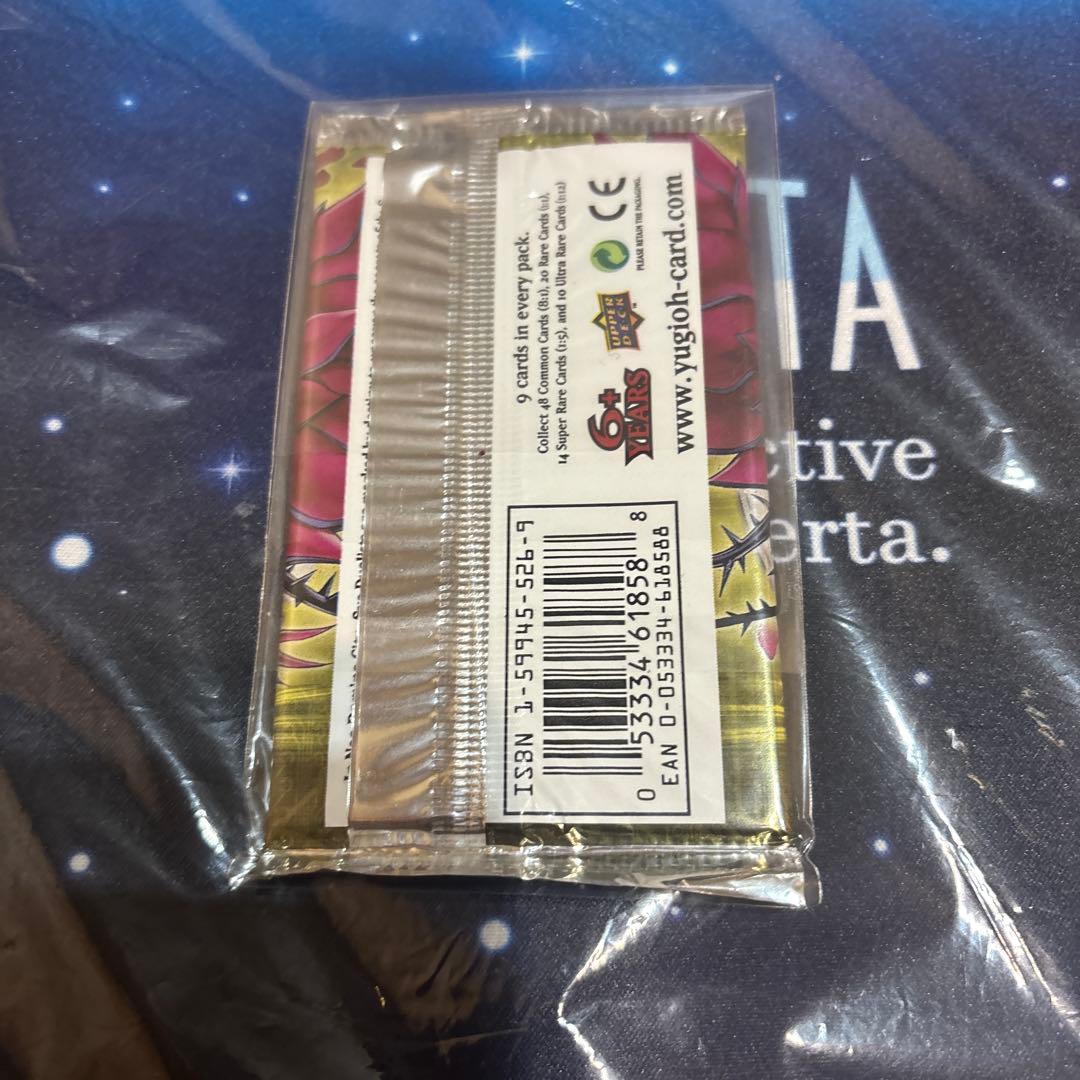 9 cards in every pack.
Collect 48 Common Cards (8:1), 20 Rare Cards (1:1),
14 Super Rare Cards (1:5), and 10 Ultra Rare Cards (1:12)
6+
YEARS
UPPER
DECK
CE
PLEASE RETAIN THE PACKAGING.
www.yugioh-card.com
ISBN 1-59945-526-9
0 53334 61858 8
EAN 0-053334-618588
TA
ctive
erta.